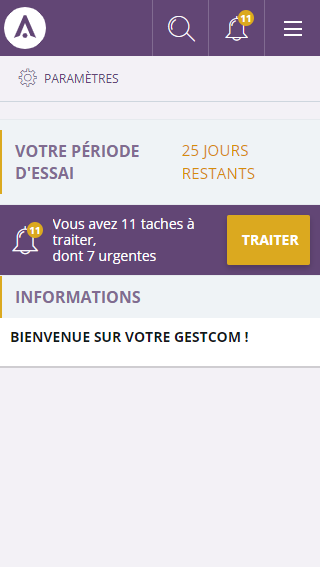 11
PARAMÈTRES
VOTRE PÉRIODE
D'ESSAI
25 JOURS
RESTANTS
11
Vous avez 11 taches à
traiter,
dont 7 urgentes
TRAITER
INFORMATIONS
BIENVENUE SUR VOTRE GESTCOM !